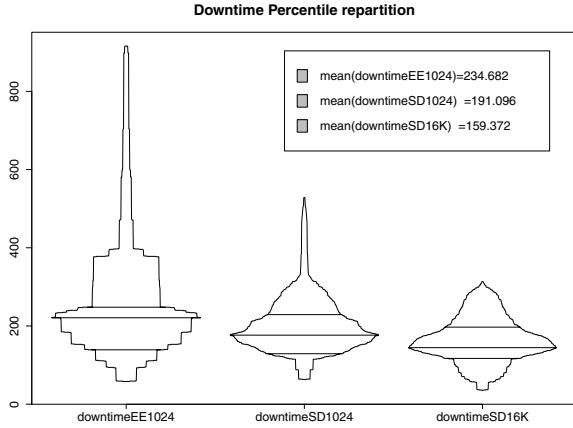 Downtime Percentile repartition
mean(downtimeEE1024)=234.682
mean(downtimeSD1024) =191.096
mean(downtimeSD16K) =159.372
800
600
400
200
0
downtimeEE1024 downtimeSD1024 downtimeSD16K